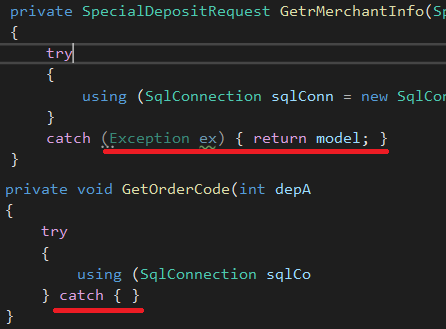 private SpecialDepositRequest GetrMerchantInfo(Sp
{
try
{
using (SqlConnection sqlConn = new SqlCon
}
catch (Exception ex) { return model; }
}
private void GetOrderCode(int depA
{
try
{
using (SqlConnection sqlCo
} catch { }
}